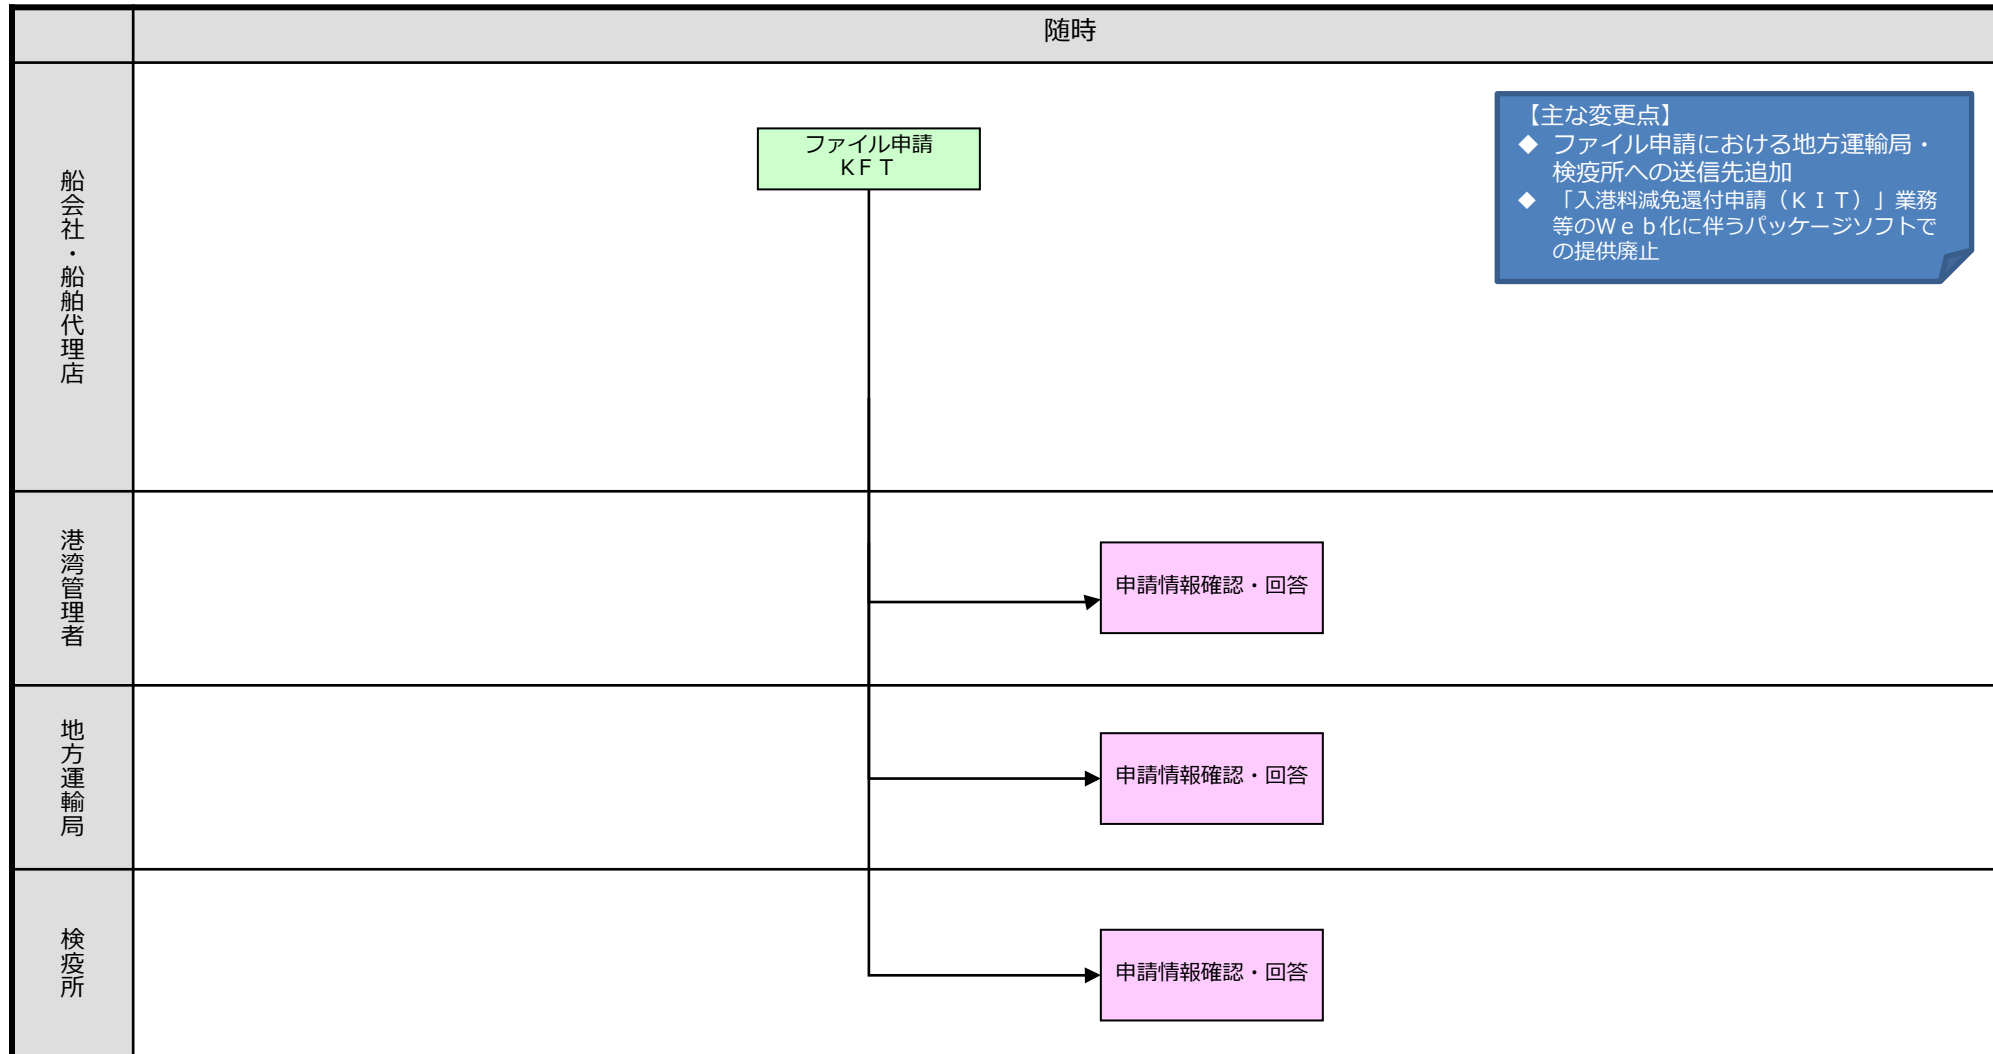 随時
船会社・船舶代理店
ファイル申請
ＫＦＴ
【主な変更点】
◆ ファイル申請における地方運輸局・
検疫所への送信先追加
◆ 「入港料減免還付申請（ＫＩＴ）」業務
等のＷｅｂ化に伴うパッケージソフトで
の提供廃止
港湾管理者
申請情報確認・回答
地方運輸局
申請情報確認・回答
検疫所
申請情報確認・回答